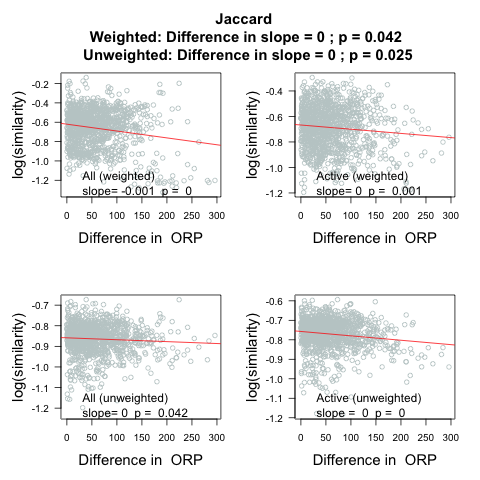 Jaccard
Weighted: Difference in slope = 0 ; p = 0.042
Unweighted: Difference in slope = 0 ; p = 0.025
log(similarity)
-0.2
-0.4
-0.6
-0.8
-1.0
-1.2
All (weighted)
slope= -0.001 p = 0
0 50 100 150 200 250 300
Difference in ORP
log(similarity)
-0.4
-0.6
-0.8
-1.0
-1.2
Active (weighted)
slope= 0 p = 0.001
0 50 100 150 200 250 300
Difference in ORP
log(similarity)
-0.7
-0.8
-0.9
-1.0
-1.1
-1.2
All (unweighted)
slope= 0 p = 0.042
0 50 100 150 200 250 300
Difference in ORP
log(similarity)
-0.6
-0.7
-0.8
-0.9
-1.0
-1.1
-1.2
Active (unweighted)
slope = 0 p = 0
0 50 100 150 200 250 300
Difference in ORP